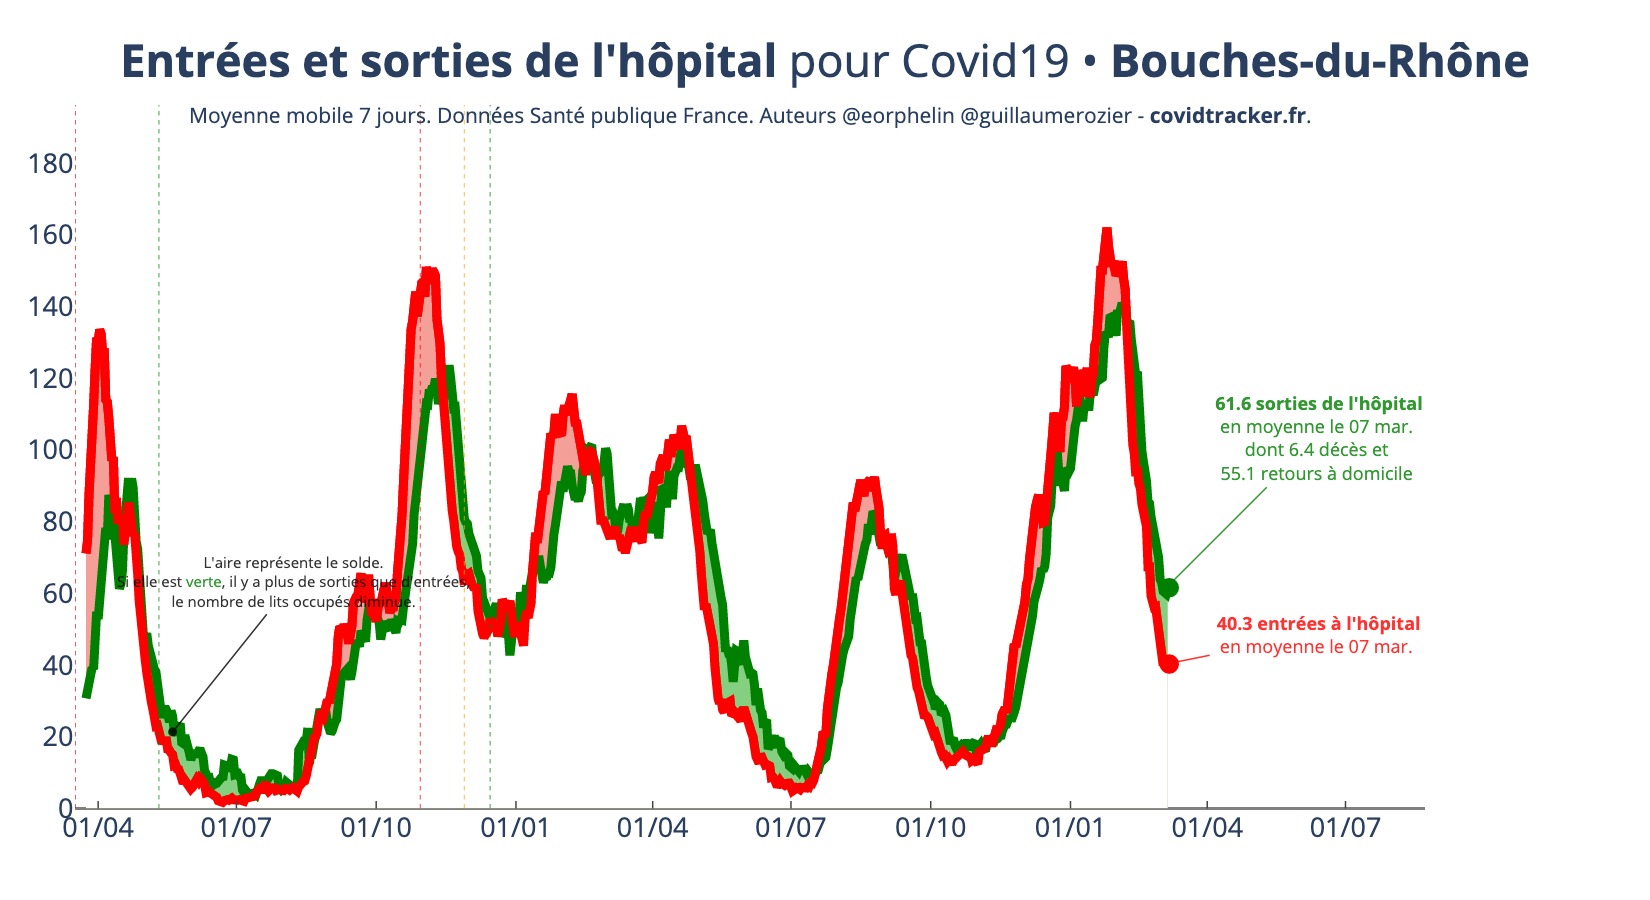 Entrées et sorties de l'hôpital pour Covid19 • Bouches-du-Rhône
Moyenne mobile 7 jours. Données Santé publique France. Auteurs @eorphelin @guillaumerozier - covidtracker.fr.
180
160
140
120
100
80
60
40
20
0
L'aire représente le solde.
Si elle est verte, il y a plus de sorties que d'entrées,
le nombre de lits occupés diminue.
61.6 sorties de l'hôpital
en moyenne le 07 mar.
dont 6.4 décès et
55.1 retours à domicile
40.3 entrées à l'hôpital
en moyenne le 07 mar.
01/04 01/07 01/10 01/01 01/04 01/07 01/10 01/01 01/04 01/07